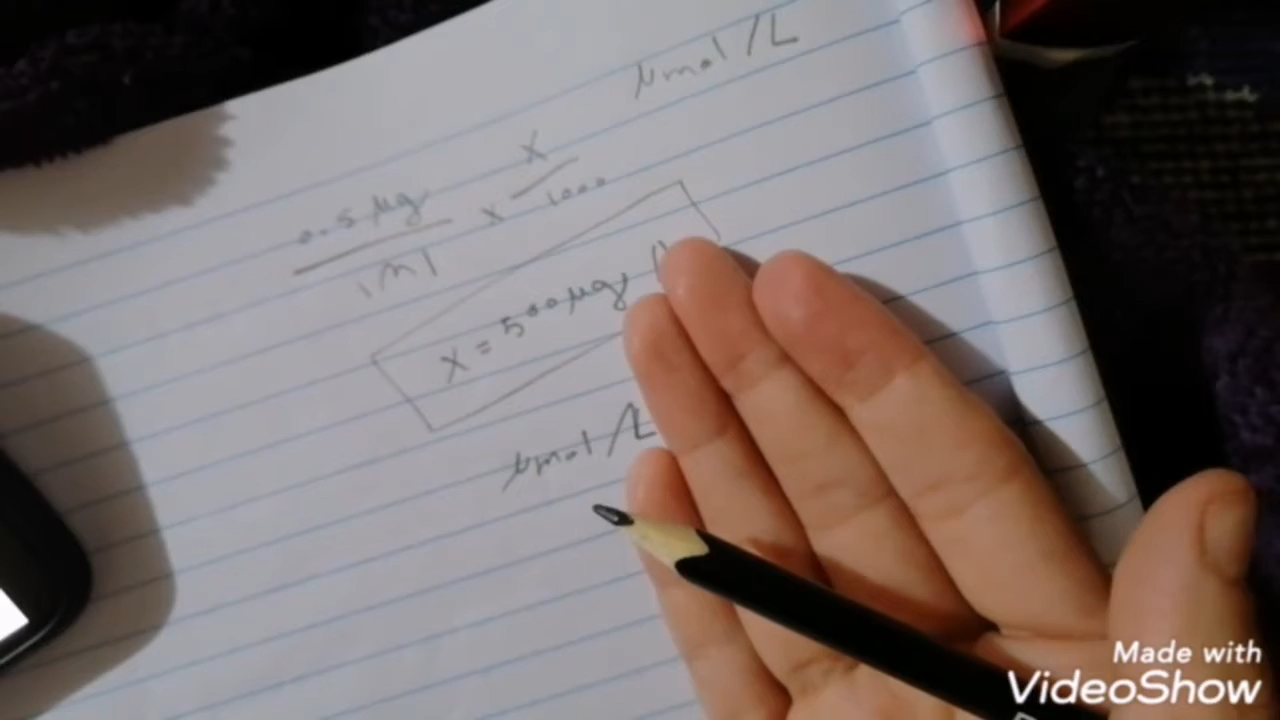 μmol/L
0.5 μg x
1ml x 1000
x = 500 μg
μmol/L
Made with
VideoShow